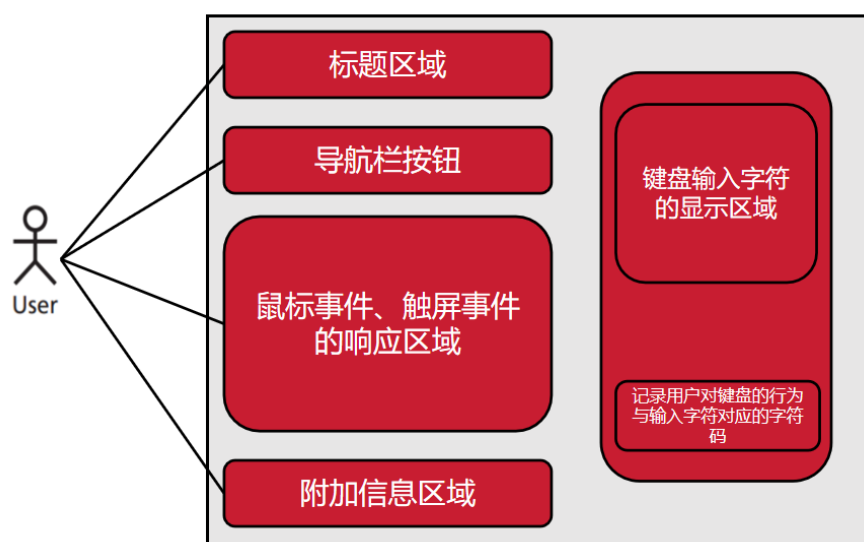 标题区域
导航栏按钮
鼠标事件、触屏事件
的响应区域
附加信息区域
User
键盘输入字符
的显示区域
记录用户对键盘的行为
与输入字符对应的字符
码